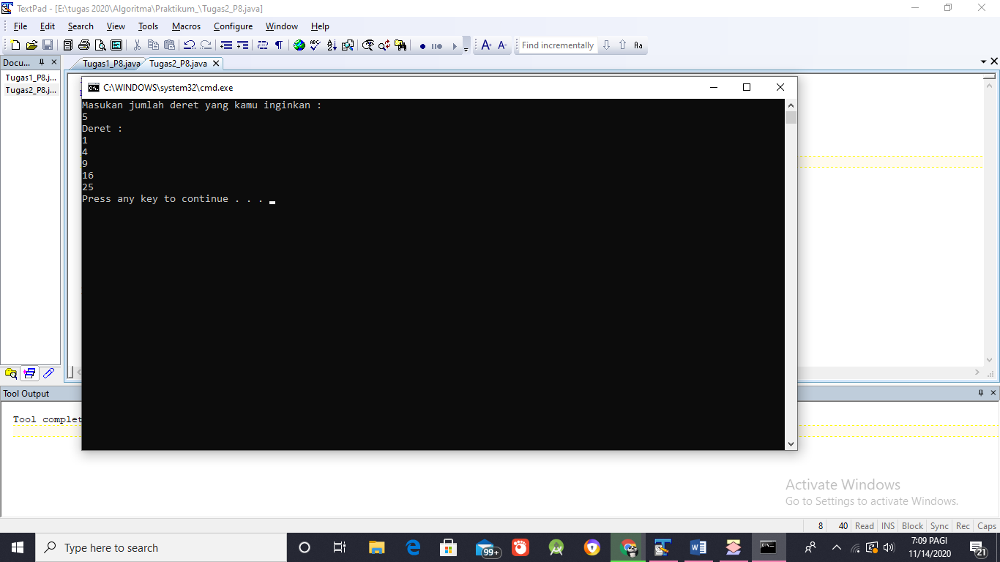 TextPad - [E:\tugas 2020\Algoritma\Praktikum_\Tugas2_P8.java]
File Edit Search View Tools Macros Configure Window Help
Find incrementally
Docu...
Tugas1_P8.java Tugas2_P8.java
Tugas1_P8.j...
Tugas2_P8.j...
C:\WINDOWS\system32\cmd.exe
Masukan jumlah deret yang kamu inginkan :
5
Deret :
1
4
9
16
25
Press any key to continue . . .
Tool Output
Tool complet
Activate Windows
Go to Settings to activate Windows.
8 40 Read INS Block Sync Rec Caps
Type here to search
99+
7:09 PAGI
11/14/2020
21